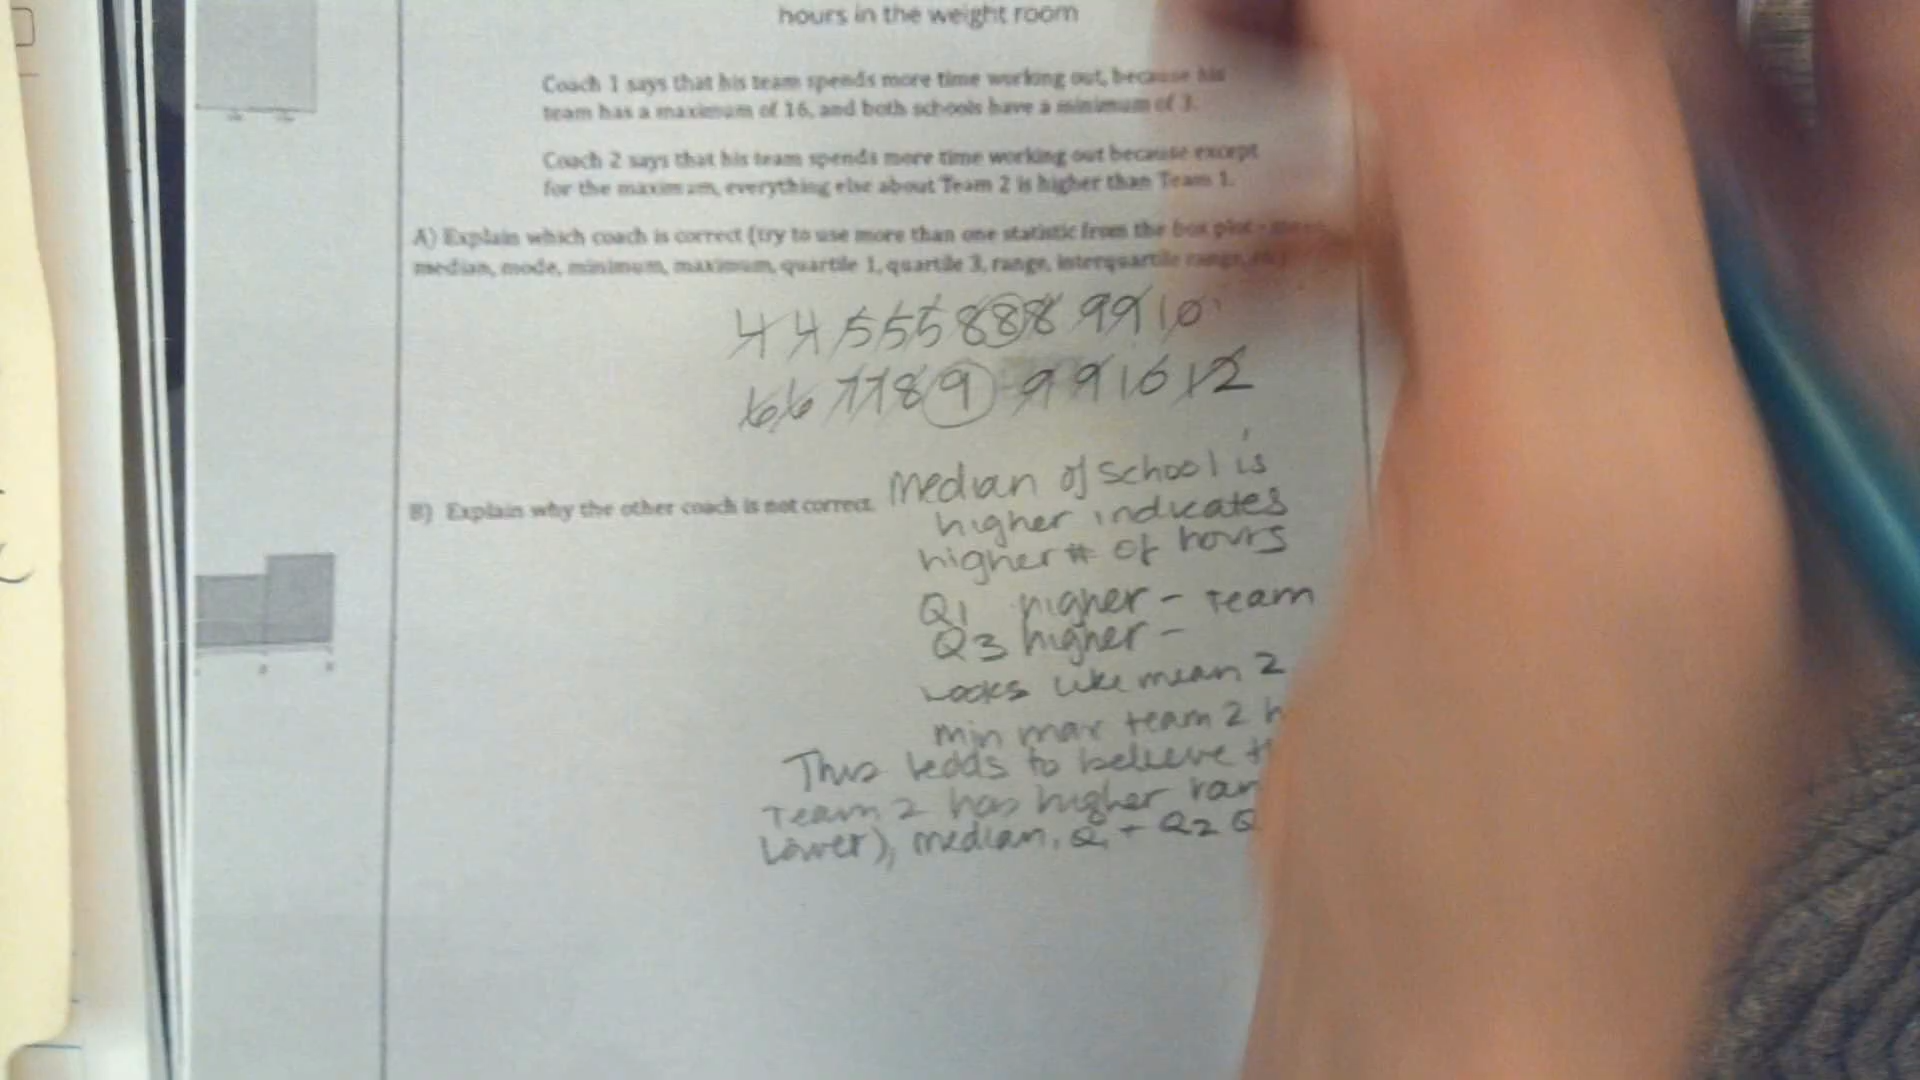 hours in the weight room
Coach 1 says that his team spends more time working out, because his
team has a maximum of 16, and both schools have a minimum of 3.
Coach 2 says that his team spends more time working out because except
for the maximum, everything else about Team 2 is higher than Team 1.
A) Explain which coach is correct (try to use more than one statistic from the box plot - mean,
median, mode, minimum, maximum, quartile 1, quartile 3, range, interquartile range,
4 4 5 5 5 8 8 8 9 9 10
6 6 7 7 8 9 9 9 10 12
B) Explain why the other coach is not correct.
Median of school is
higher indicates
higher # of hours
Q1 higher - team
Q3 higher -
Looks like mean 2
min max team 2 h
This leads to believe
Team 2 has higher ran
lower), median, Q1 + Q2 Q